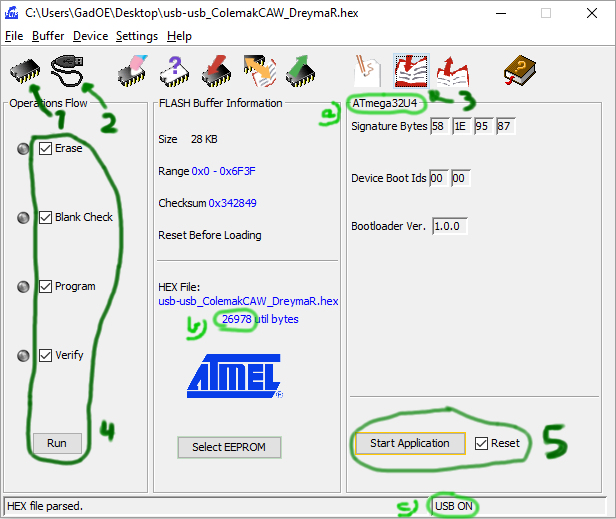 C:\Users\GadOE\Desktop\usb-usb_ColemakCAW_DreymaR.hex
File Buffer Device Settings Help
1 2 3
Operations Flow
Erase
Blank Check
Program
Verify
Run
4
FLASH Buffer Information
Size 28 KB
Range 0x0 - 0x6F3F
Checksum 0x342849
Reset Before Loading
HEX File:
usb-usb_ColemakCAW_DreymaR.hex
b) 26978 util bytes
ATMEL
Select EEPROM
a) ATmega32U4
Signature Bytes 58 1E 95 87
Device Boot Ids 00 00
Bootloader Ver. 1.0.0
Start Application Reset 5
HEX file parsed.
c) USB ON